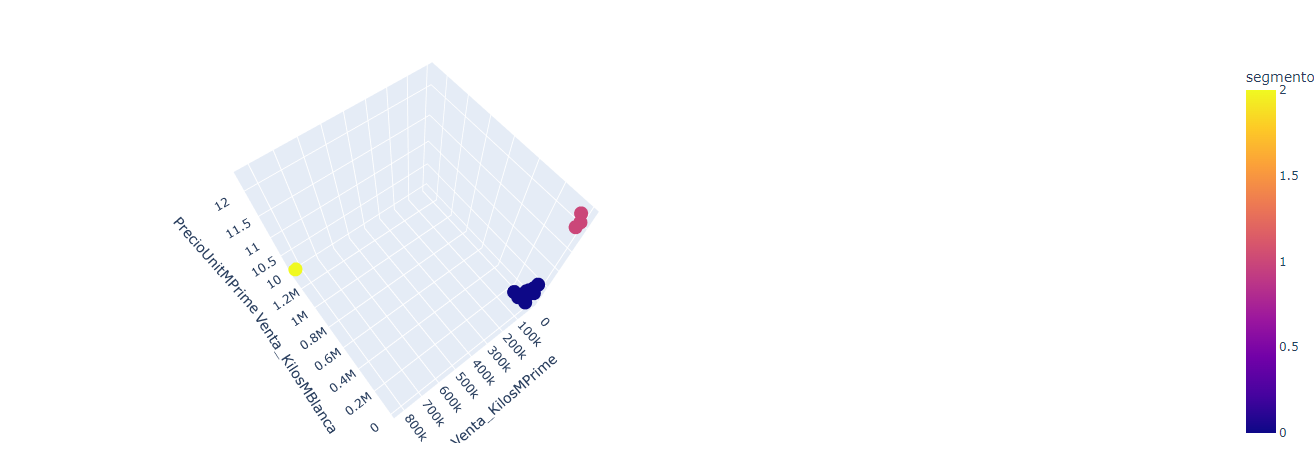 segmento
2
1.5
1
0.5
0
12
11.5
11
10.5
10
PrecioUnitMPrime
1.2M
1M
0.8M
0.6M
0.4M
0.2M
0
Venta_KilosMBlanca
0
100k
200k
300k
400k
500k
600k
700k
800k
Venta_KilosMPrime